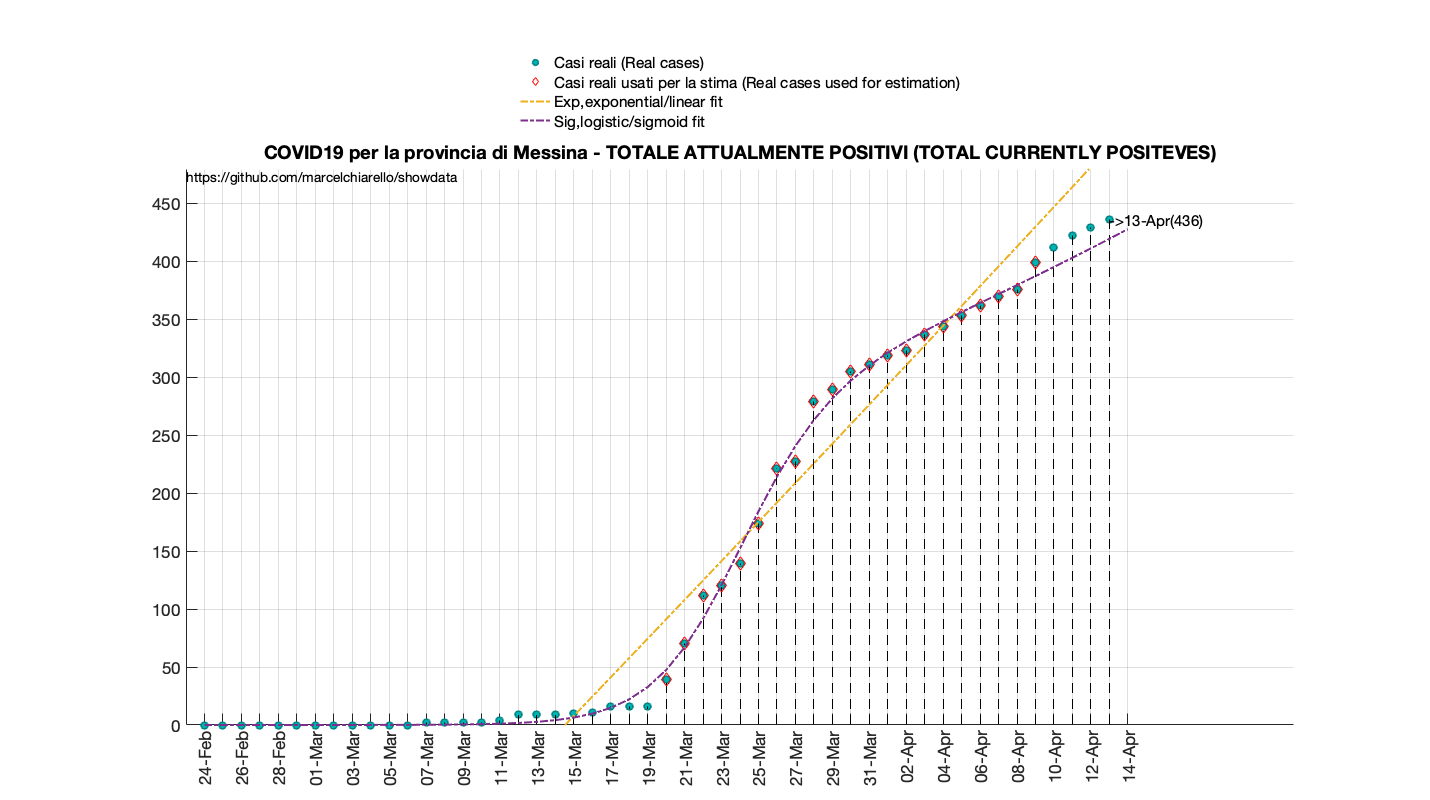 Casi reali (Real cases)
Casi reali usati per la stima (Real cases used for estimation)
Exp,exponential/linear fit
Sig,logistic/sigmoid fit
COVID19 per la provincia di Messina - TOTALE ATTUALMENTE POSITIVI (TOTAL CURRENTLY POSITEVES)
https://github.com/marcelchiarello/showdata
450
>13-Apr(436)
400
350
300
250
200
150
100
50
0
24-Feb
26-Feb
28-Feb
01-Mar
03-Mar
05-Mar
07-Mar
09-Mar
11-Mar
13-Mar
15-Mar
17-Mar
19-Mar
21-Mar
23-Mar
25-Mar
27-Mar
29-Mar
31-Mar
02-Apr
04-Apr
06-Apr
08-Apr
10-Apr
12-Apr
14-Apr